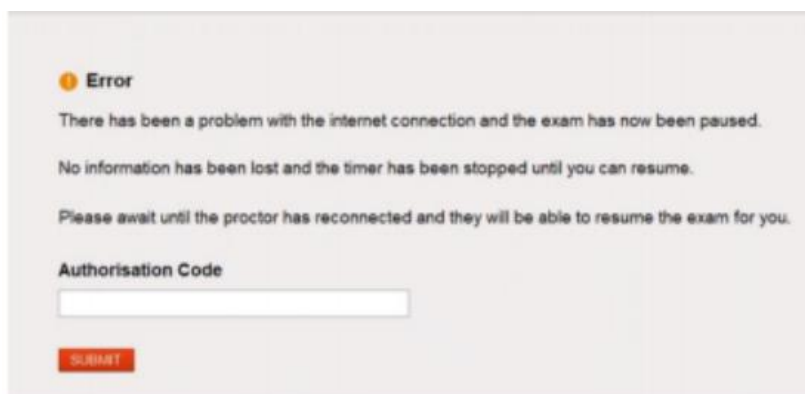 Error
There has been a problem with the internet connection and the exam has now been paused.
No information has been lost and the timer has been stopped until you can resume.
Please await until the proctor has reconnected and they will be able to resume the exam for you.
Authorisation Code
SUBMIT